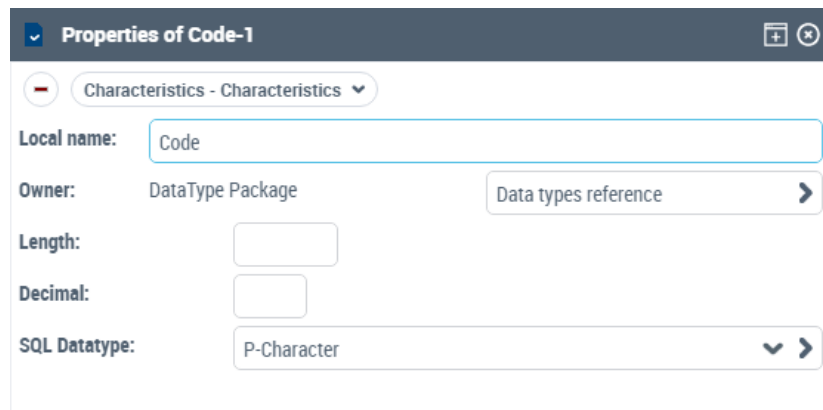 Properties of Code-1
Characteristics - Characteristics
Local name: Code
Owner: DataType Package Data types reference
Length:
Decimal:
SQL Datatype: P-Character